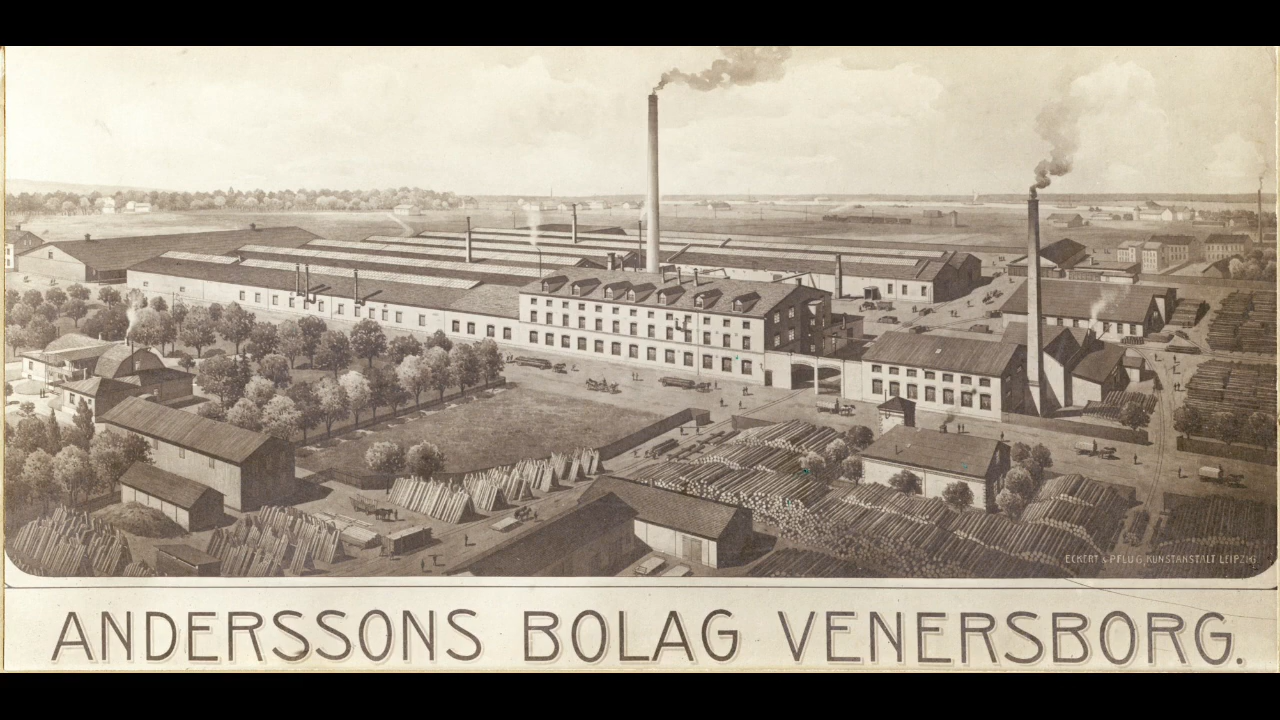 ECKERT & PFLUG, KUNSTANSTALT LEIPZIG
ANDERSSONS BOLAG VENERSBORG.